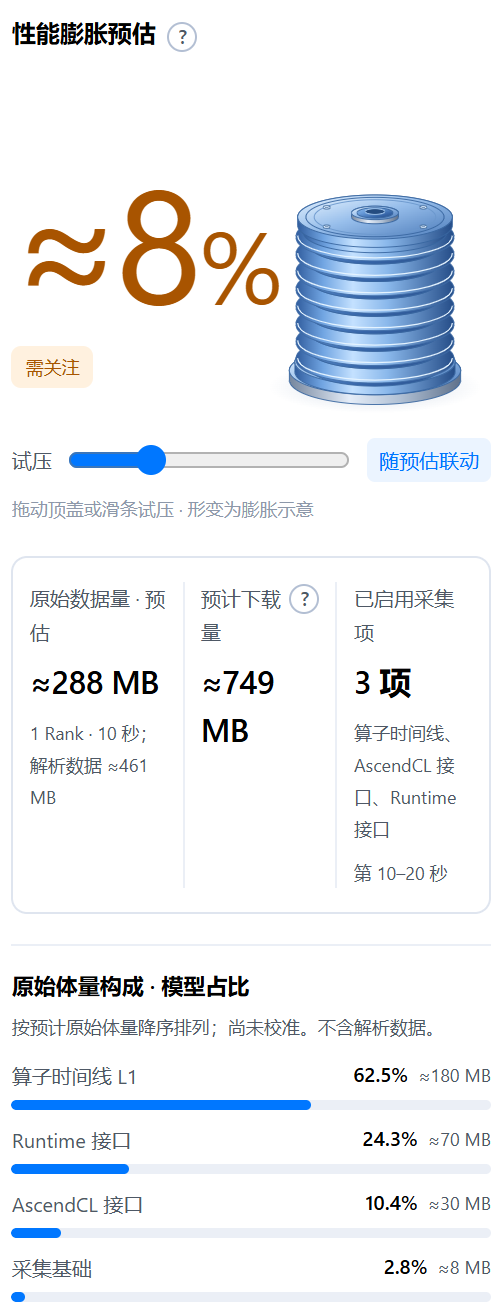 性能膨胀预估 ?
≈8%
需关注
试压
随预估联动
拖动顶盖或滑条试压 · 形变为膨胀示意
原始数据量 · 预
估
≈288 MB
1 Rank · 10 秒；
解析数据 ≈461
MB
预计下载 ?
量
≈749
MB
已启用采集
项
3 项
算子时间线、
AscendCL 接
口、Runtime
接口
第 10–20 秒
原始体量构成 · 模型占比
按预计原始体量降序排列；尚未校准。不含解析数据。
算子时间线 L1 62.5% ≈180 MB
Runtime 接口 24.3% ≈70 MB
AscendCL 接口 10.4% ≈30 MB
采集基础 2.8% ≈8 MB